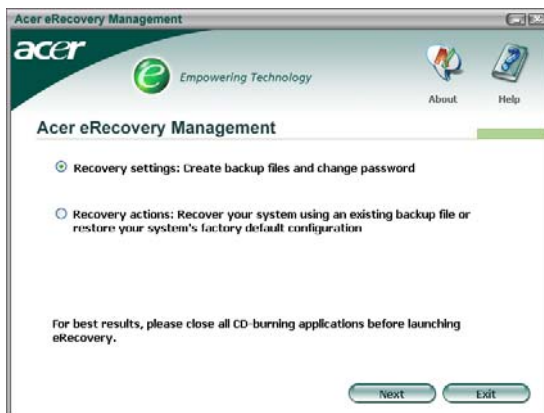 Acer eRecovery Management
acer
e
Empowering Technology
About
Help
Acer eRecovery Management
Recovery settings: Create backup files and change password
Recovery actions: Recover your system using an existing backup file or
restore your system's factory default configuration
For best results, please close all CD-burning applications before launching
eRecovery.
Next
Exit